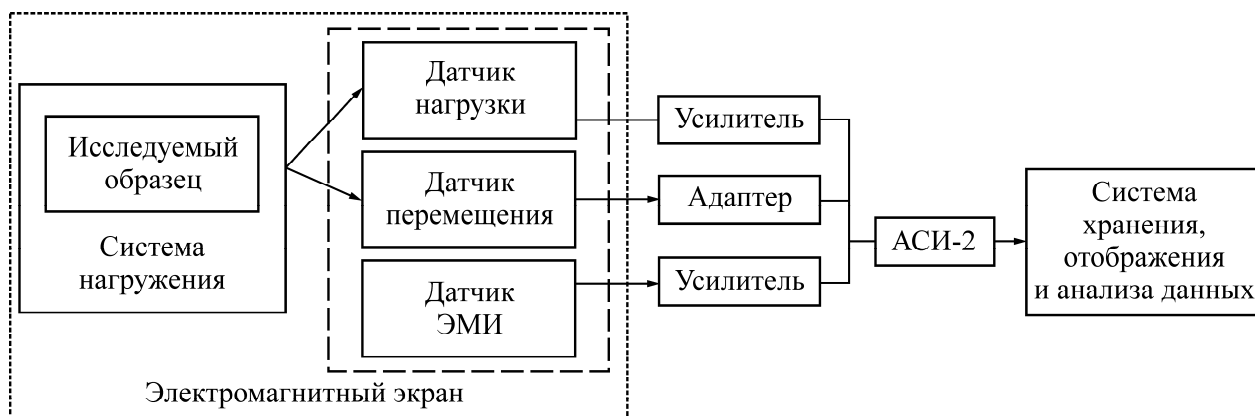 Исследуемый
образец
Система
нагружения
Датчик
нагрузки
Датчик
перемещения
Датчик
ЭМИ
Электромагнитный экран
Усилитель
Адаптер
Усилитель
АСИ-2
Система
хранения,
отображения
и анализа данных